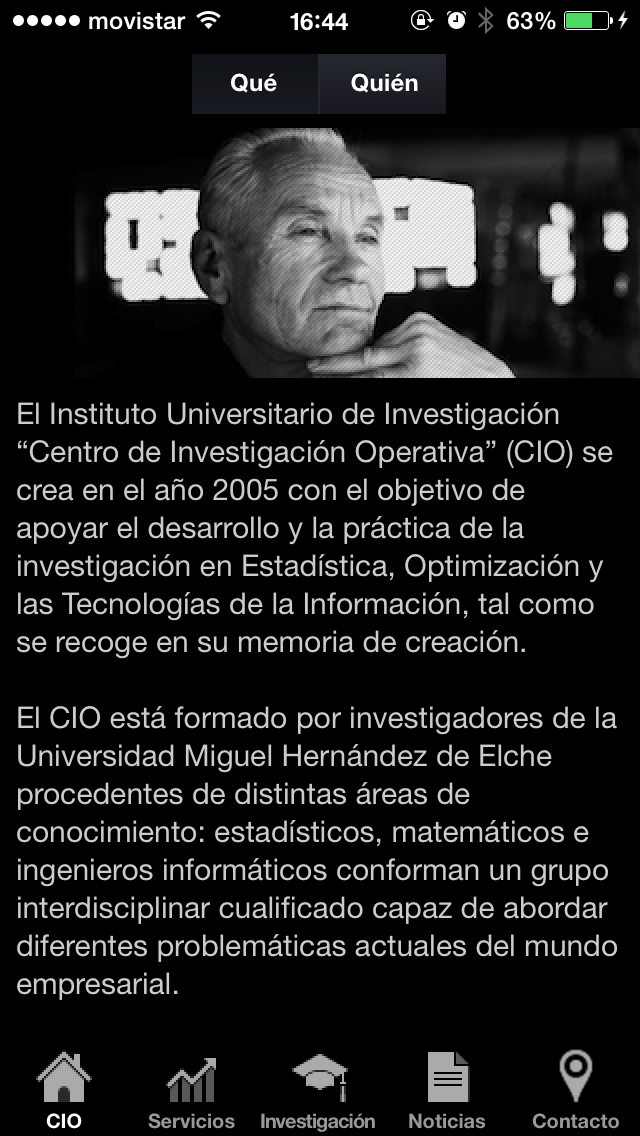 movistar 16:44 63%
Qué Quién
El Instituto Universitario de Investigación
“Centro de Investigación Operativa” (CIO) se
crea en el año 2005 con el objetivo de
apoyar el desarrollo y la práctica de la
investigación en Estadística, Optimización y
las Tecnologías de la Información, tal como
se recoge en su memoria de creación.
El CIO está formado por investigadores de la
Universidad Miguel Hernández de Elche
procedentes de distintas áreas de
conocimiento: estadísticos, matemáticos e
ingenieros informáticos conforman un grupo
interdisciplinar cualificado capaz de abordar
diferentes problemáticas actuales del mundo
empresarial.
CIO Servicios Investigación Noticias Contacto